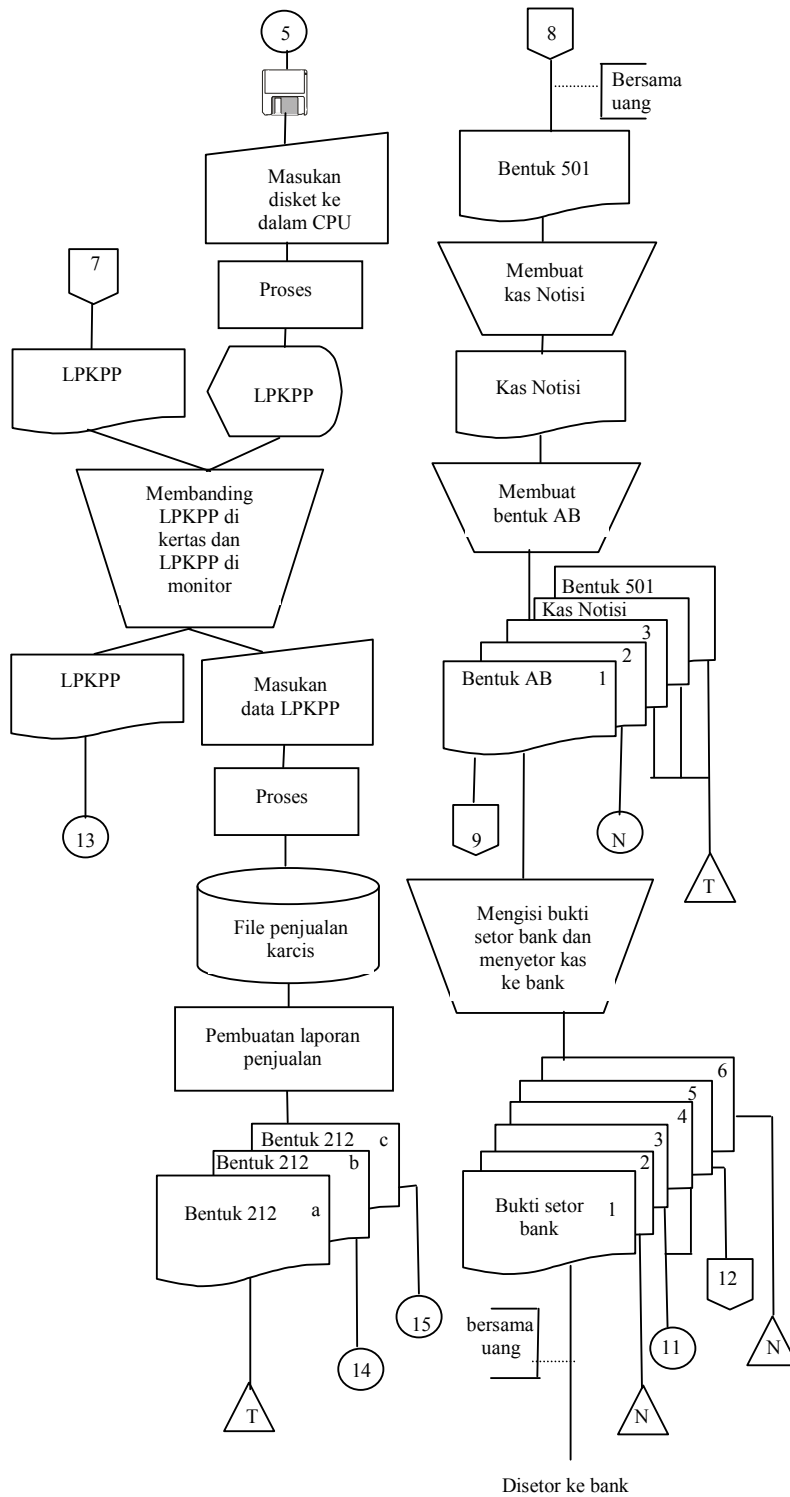 5
Masukan
disket ke
dalam CPU
Proses
7
LPKPP
LPKPP
Membanding
LPKPP di
kertas dan
LPKPP di
monitor
LPKPP
Masukan
data LPKPP
13
Proses
File penjualan
karcis
Pembuatan laporan
penjualan
Bentuk 212 c
Bentuk 212 b
Bentuk 212 a
15
14
T
8
Bersama
uang
Bentuk 501
Membuat
kas Notisi
Kas Notisi
Membuat
bentuk AB
Bentuk 501
Kas Notisi
3
2
Bentuk AB 1
9
N
T
Mengisi bukti
setor bank dan
menyetor kas
ke bank
6
5
4
3
2
Bukti setor
bank
1
12
bersama
uang
11
N
N
Disetor ke bank